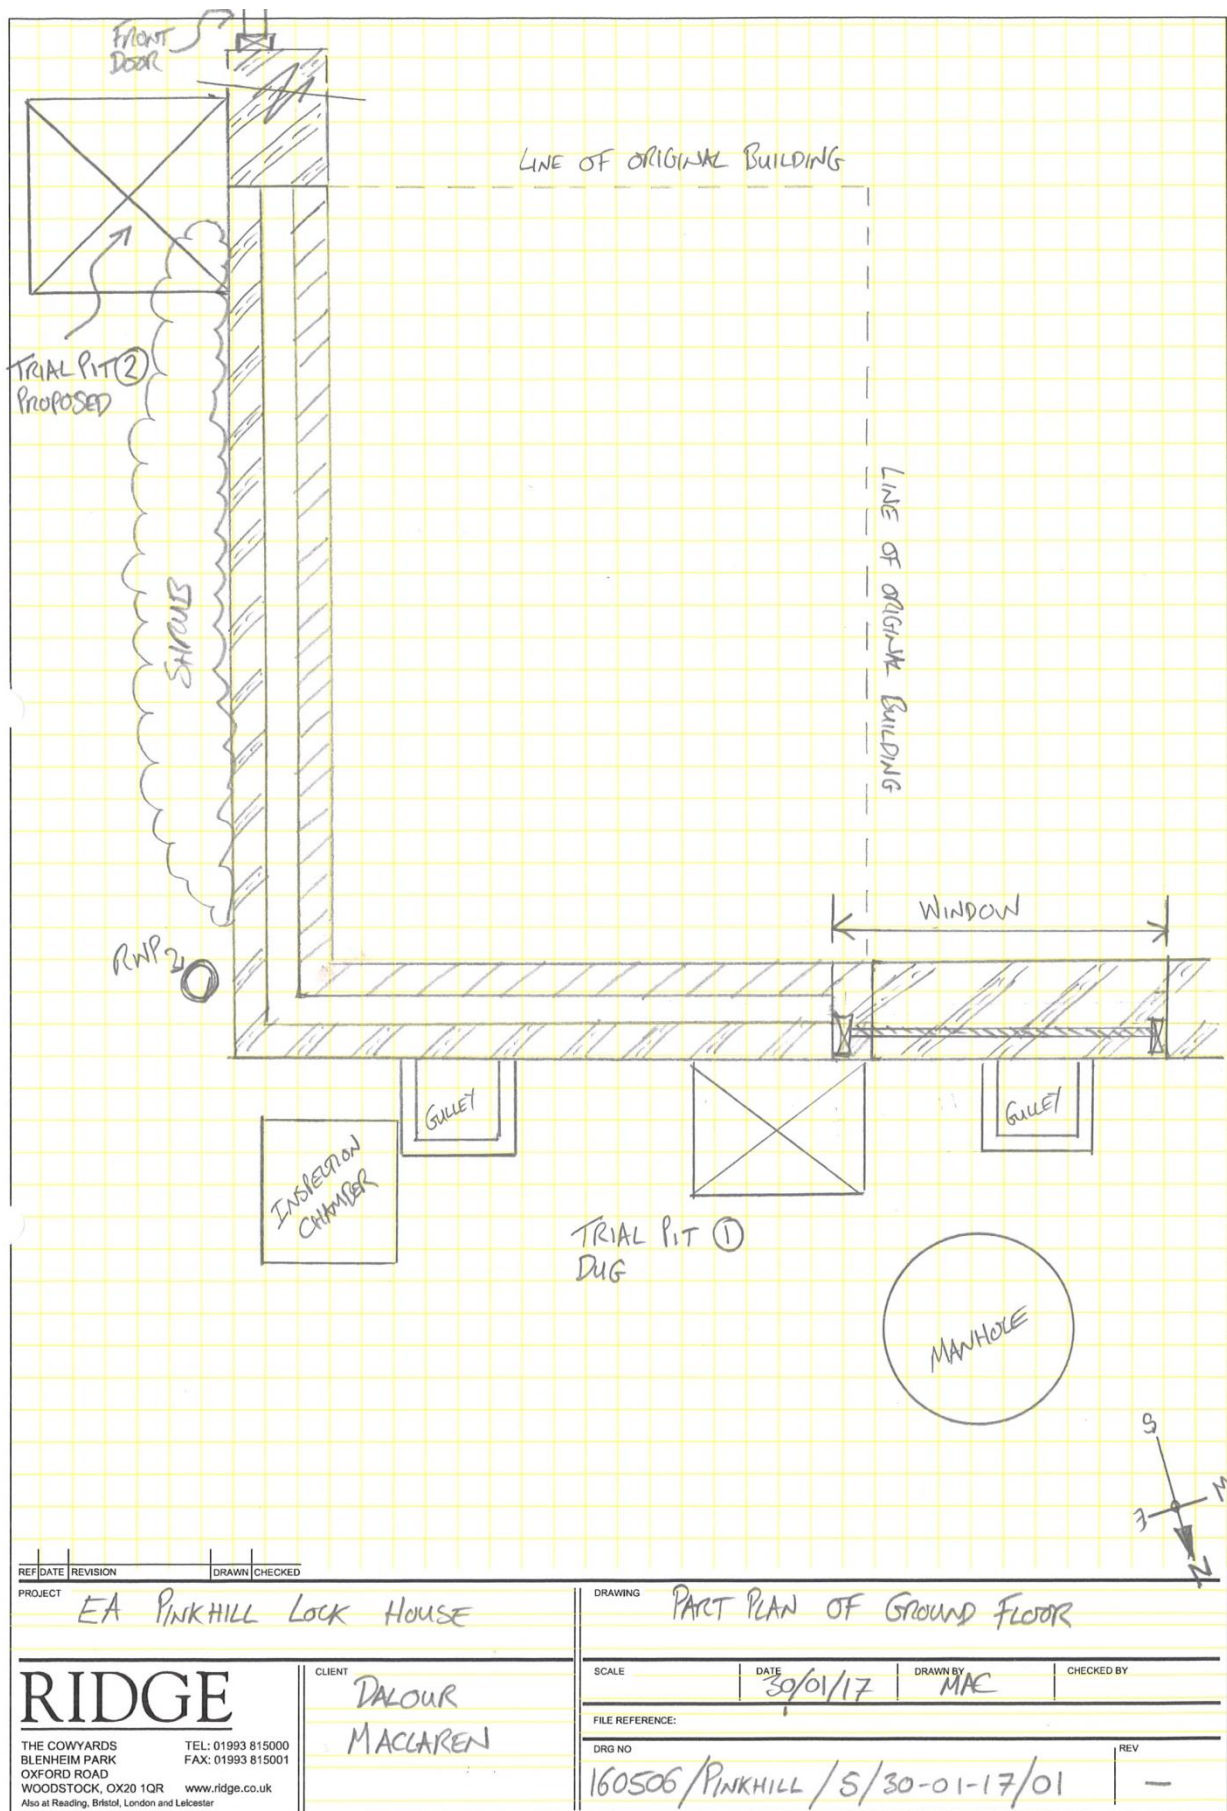 FRONT
DOOR
LINE OF ORIGINAL BUILDING
TRIAL PIT ②
PROPOSED
LINE OF ORIGINAL BUILDING
SHRUBS
WINDOW
RWP
GULLEY
GULLEY
INSPECTION
CHAMBER
TRIAL PIT ①
DUG
MANHOLE
S
W
E
N
REF DATE REVISION DRAWN CHECKED
PROJECT EA PINKHILL LOCK HOUSE
DRAWING PART PLAN OF GROUND FLOOR
RIDGE
THE COWYARDS
BLENHEIM PARK
OXFORD ROAD
WOODSTOCK, OX20 1QR
TEL: 01993 815000
FAX: 01993 815001
www.ridge.co.uk
Also at Reading, Bristol, London and Leicester
CLIENT
DALOUR
MACLAREN
SCALE
DATE 30/01/17
DRAWN BY MAC
CHECKED BY
FILE REFERENCE:
DRG NO
160506/PINKHILL/S/30-01-17/01
REV
—